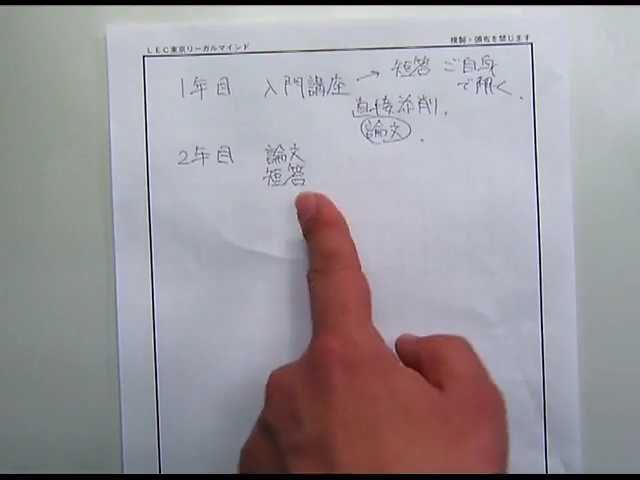 LEC東京リーガルマインド
複製・頒布を禁じます
1年目 入門講座 → 短答 ご自身
で解く.
直接添削.
論文.
2年目 論文
短答